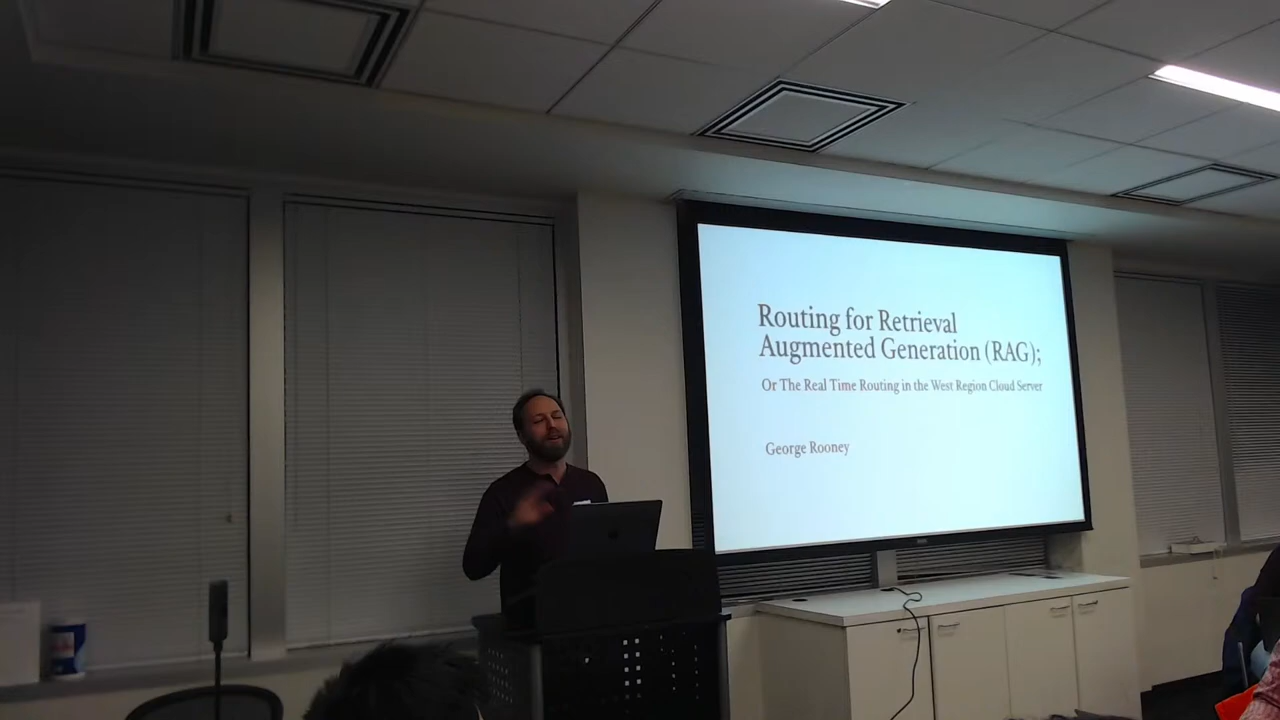 Routing for Retrieval
Augmented Generation (RAG);
Or The Real Time Routing in the West Region Cloud Server
George Rooney